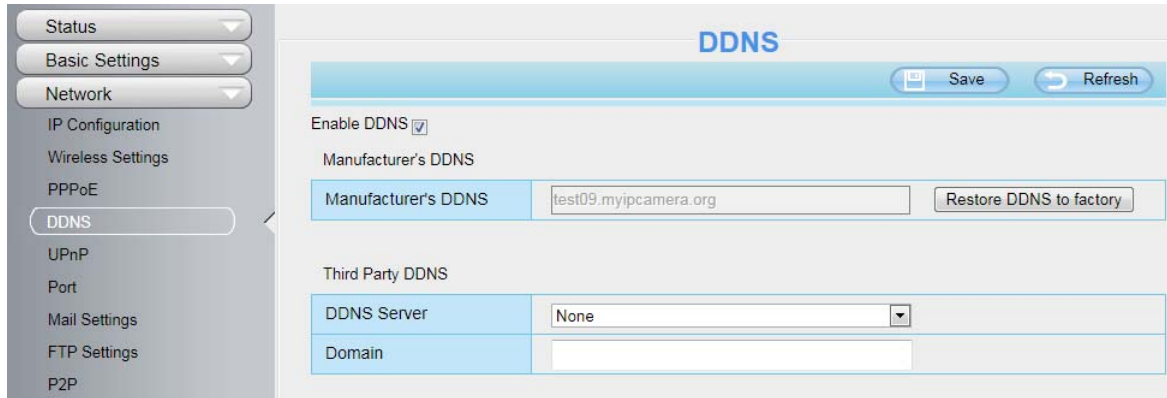 Status
Basic Settings
Network
IP Configuration
Wireless Settings
PPPoE
DDNS
UPnP
Port
Mail Settings
FTP Settings
P2P
DDNS
Save Refresh
Enable DDNS
Manufacturer's DDNS
Manufacturer's DDNS test09.myipcamera.org Restore DDNS to factory
Third Party DDNS
DDNS Server None
Domain